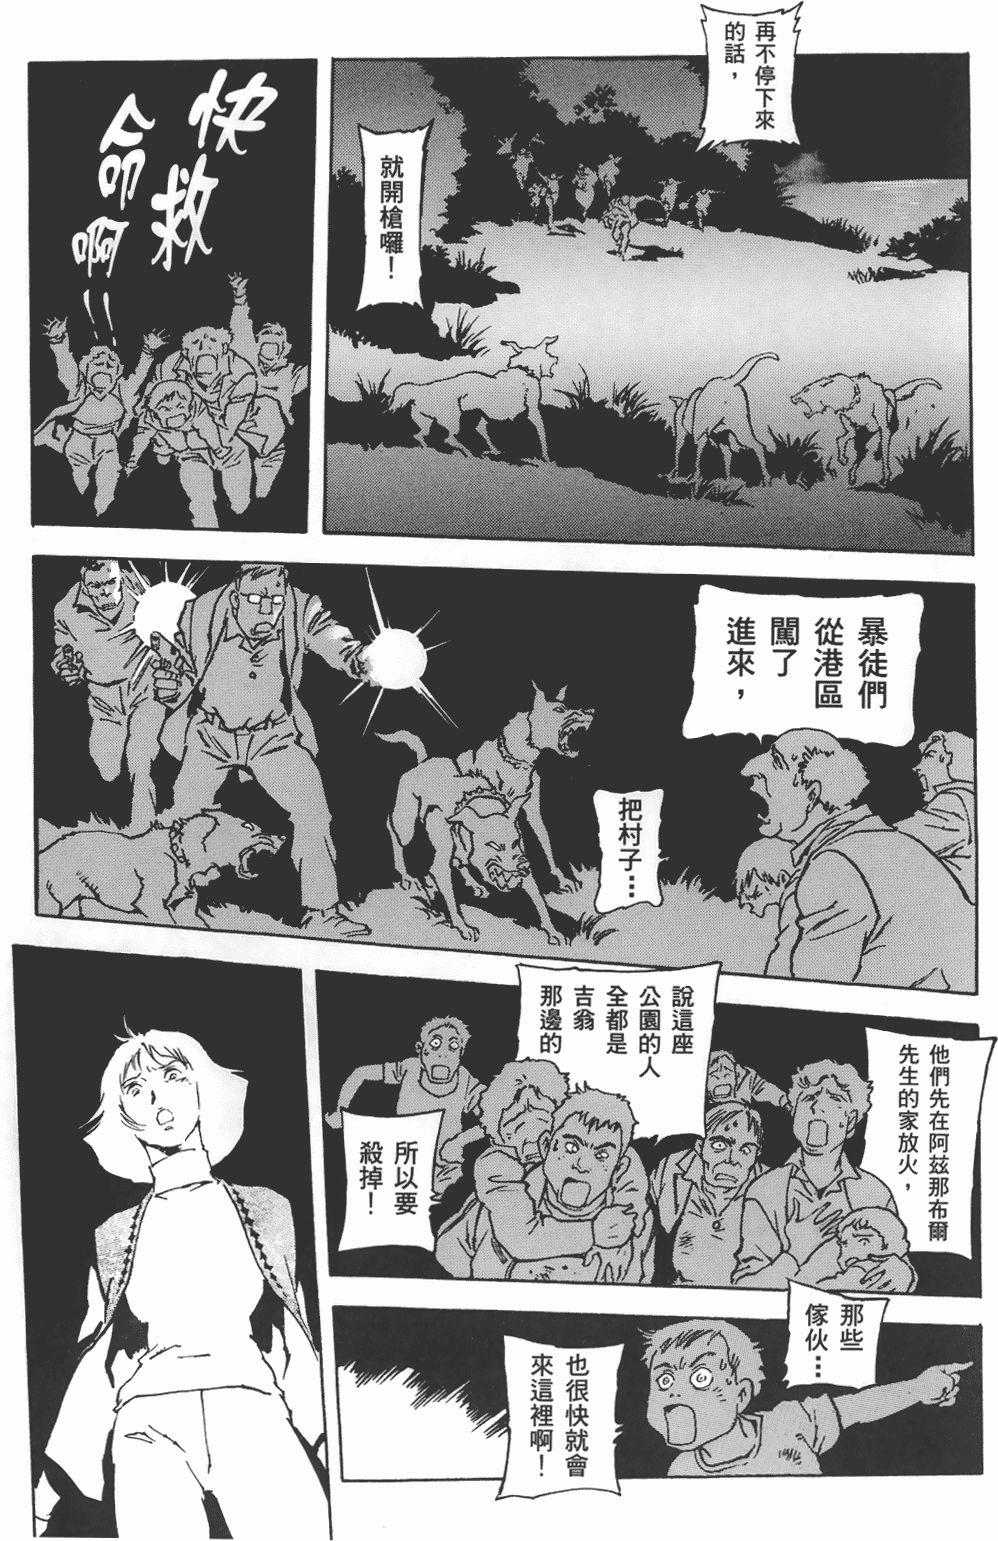 再不停下來
的話，
就開槍囉！
快
救
命
啊！！
暴徒們
從港區
闖了
進來，
把村子…
他們先在阿茲那布爾
先生的家放火，
說這座
公園的人
全都是
吉翁
那邊的
所以要
殺掉！
那些
傢伙…
也很快就會
來這裡啊！